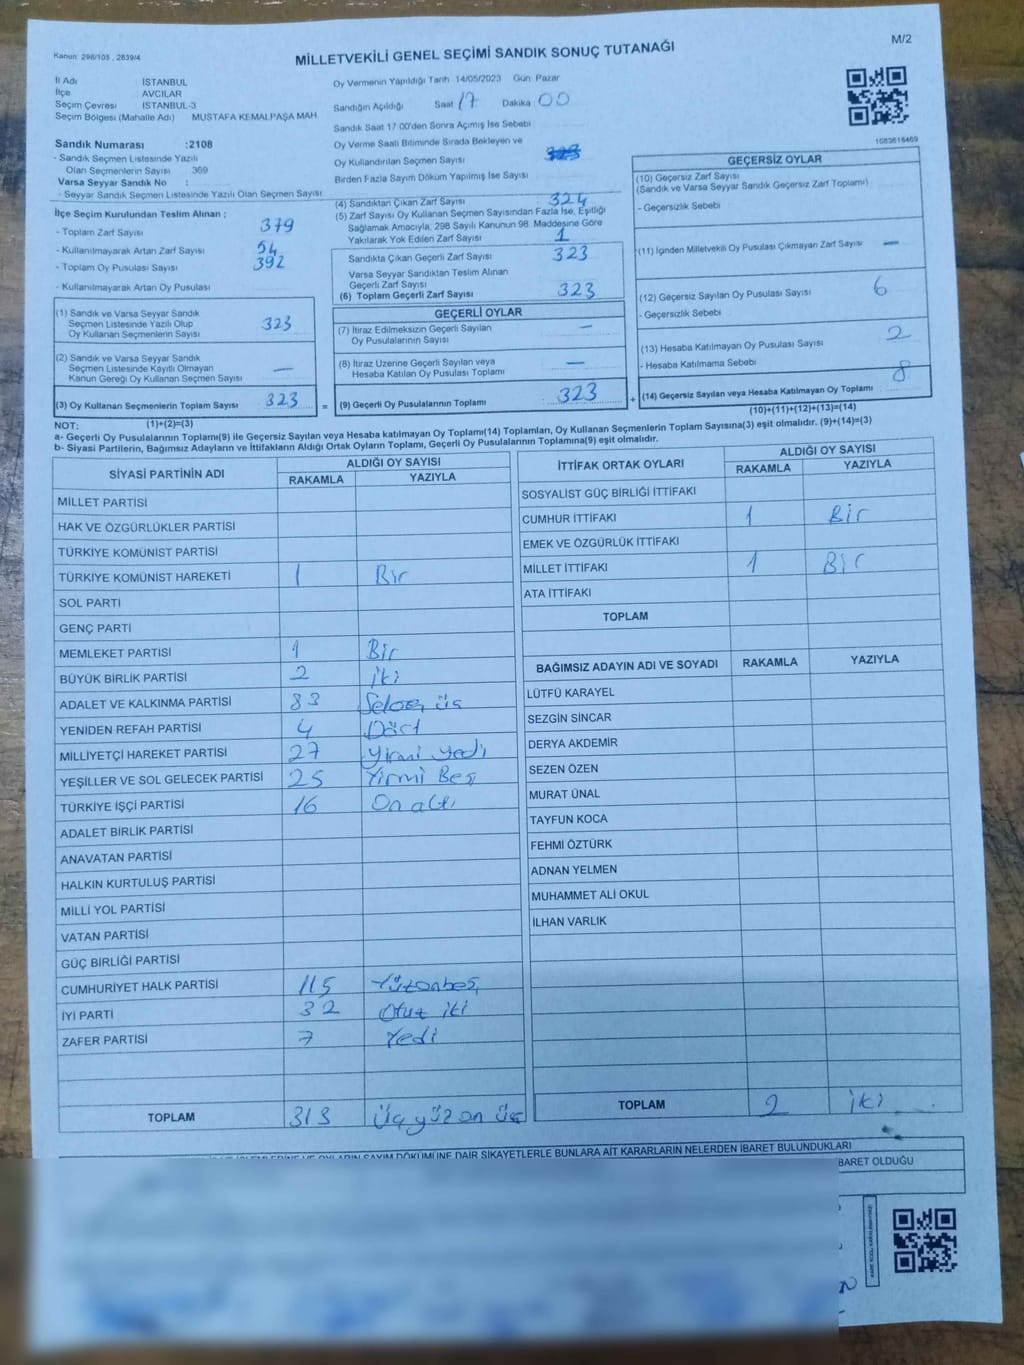 Kanun: 298/105, 2839/4
MİLLETVEKİLİ GENEL SEÇİMİ SANDIK SONUÇ TUTANAĞI
M/2
İl Adı İSTANBUL
İlçe AVCILAR
Seçim Çevresi İSTANBUL-3
Seçim Bölgesi (Mahalle Adı) MUSTAFA KEMALPAŞA MAH.
Sandık Numarası :2108
- Sandık Seçmen Listesinde Yazılı
Olan Seçmenlerin Sayısı 369
Varsa Seyyar Sandık No :
- Seyyar Sandık Seçmen Listesinde Yazılı Olan Seçmen Sayısı
İlçe Seçim Kurulundan Teslim Alınan :
- Toplam Zarf Sayısı 379
- Kullanılmayarak Artan Zarf Sayısı 54
- Toplam Oy Pusulası Sayısı 392
- Kullanılmayarak Artan Oy Pusulası
(1) Sandık ve Varsa Seyyar Sandık
Seçmen Listesinde Yazılı Olup
Oy Kullanan Seçmenlerin Sayısı 323
(2) Sandık ve Varsa Seyyar Sandık
Seçmen Listesinde Kayıtlı Olmayan
Kanun Gereği Oy Kullanan Seçmen Sayısı —
(3) Oy Kullanan Seçmenlerin Toplam Sayısı 323 =
(1)+(2)=(3)
Oy Vermenin Yapıldığı Tarih 14/05/2023 Gün Pazar
Sandığın Açıldığı Saat 17 Dakika 00
Sandık Saat 17:00'den Sonra Açımış İse Sebebi
Oy Verme Saati Bitiminde Sırada Bekleyen ve
Oy Kullandırılan Seçmen Sayısı
Birden Fazla Sayım Döküm Yapılmış İse Sayısı
(4) Sandıktan Çıkan Zarf Sayısı 324
(5) Zarf Sayısı Oy Kullanan Seçmen Sayısından Fazla İse, Eşitliği
Sağlamak Amacıyla, 298 Sayılı Kanunun 98. Maddesine Göre
Yakılarak Yok Edilen Zarf Sayısı 1
Sandıkta Çıkan Geçerli Zarf Sayısı 323
Varsa Seyyar Sandıktan Teslim Alınan
Geçerli Zarf Sayısı
(6) Toplam Geçerli Zarf Sayısı 323
GEÇERLİ OYLAR
(7) İtiraz Edilmeksizin Geçerli Sayılan
Oy Pusulalarının Sayısı —
(8) İtiraz Üzerine Geçerli Sayılan veya
Hesaba Katılan Oy Pusulası Toplamı —
(9) Geçerli Oy Pusulalarının Toplamı 323 +
1083616469
GEÇERSİZ OYLAR
(10) Geçersiz Zarf Sayısı
(Sandık ve Varsa Seyyar Sandık Geçersiz Zarf Toplamı)
- Geçersizlik Sebebi
(11) İçinden Milletvekili Oy Pusulası Çıkmayan Zarf Sayısı —
(12) Geçersiz Sayılan Oy Pusulası Sayısı 6
- Geçersizlik Sebebi
(13) Hesaba Katılmayan Oy Pusulası Sayısı 2
- Hesaba Katılmama Sebebi
(14) Geçersiz Sayılan veya Hesaba Katılmayan Oy Toplamı 8
(10)+(11)+(12)+(13)=(14)
NOT:
a- Geçerli Oy Pusulalarının Toplamı(9) ile Geçersiz Sayılan veya Hesaba katılmayan Oy Toplamı(14) Toplamları, Oy Kullanan Seçmenlerin Toplam Sayısına(3) eşit olmalıdır. (9)+(14)=(3)
b- Siyasi Partilerin, Bağımsız Adayların ve İttifakların Aldığı Ortak Oyların Toplamı, Geçerli Oy Pusulalarının Toplamına(9) eşit olmalıdır.
SİYASİ PARTİNİN ADI ALDIĞI OY SAYISI
RAKAMLA YAZIYLA
MİLLET PARTİSİ
HAK VE ÖZGÜRLÜKLER PARTİSİ
TÜRKİYE KOMÜNİST PARTİSİ
TÜRKİYE KOMÜNİST HAREKETİ 1 Bir
SOL PARTİ
GENÇ PARTİ
MEMLEKET PARTİSİ 1 Bir
BÜYÜK BİRLİK PARTİSİ 2 iki
ADALET VE KALKINMA PARTİSİ 83 Seksen üç
YENİDEN REFAH PARTİSİ 4 Dört
MİLLİYETÇİ HAREKET PARTİSİ 27 Yirmi yedi
YEŞİLLER VE SOL GELECEK PARTİSİ 25 Yirmi Beş
TÜRKİYE İŞÇİ PARTİSİ 16 On altı
ADALET BİRLİK PARTİSİ
ANAVATAN PARTİSİ
HALKIN KURTULUŞ PARTİSİ
MİLLİ YOL PARTİSİ
VATAN PARTİSİ
GÜÇ BİRLİĞİ PARTİSİ
CUMHURİYET HALK PARTİSİ 115 Yüzonbeş
İYİ PARTİ 32 Otuz iki
ZAFER PARTİSİ 7 Yedi
TOPLAM 313 Üçyüz on üç
İTTİFAK ORTAK OYLARI ALDIĞI OY SAYISI
RAKAMLA YAZIYLA
SOSYALİST GÜÇ BİRLİĞİ İTTİFAKI
CUMHUR İTTİFAKI 1 Bir
EMEK VE ÖZGÜRLÜK İTTİFAKI
MİLLET İTTİFAKI 1 Bir
ATA İTTİFAKI
TOPLAM
BAĞIMSIZ ADAYIN ADI VE SOYADI RAKAMLA YAZIYLA
LÜTFÜ KARAYEL
SEZGİN SİNCAR
DERYA AKDEMİR
SEZEN ÖZEN
MURAT ÜNAL
TAYFUN KOCA
FEHMİ ÖZTÜRK
ADNAN YELMEN
MUHAMMET ALİ OKUL
İLHAN VARLIK
TOPLAM 2 iki
OYLARIN SAYIM DÖKÜMÜNE DAİR ŞİKAYETLERLE BUNLARA AİT KARARLARIN NELERDEN İBARET BULUNDUKLARI
BARET OLDUĞU